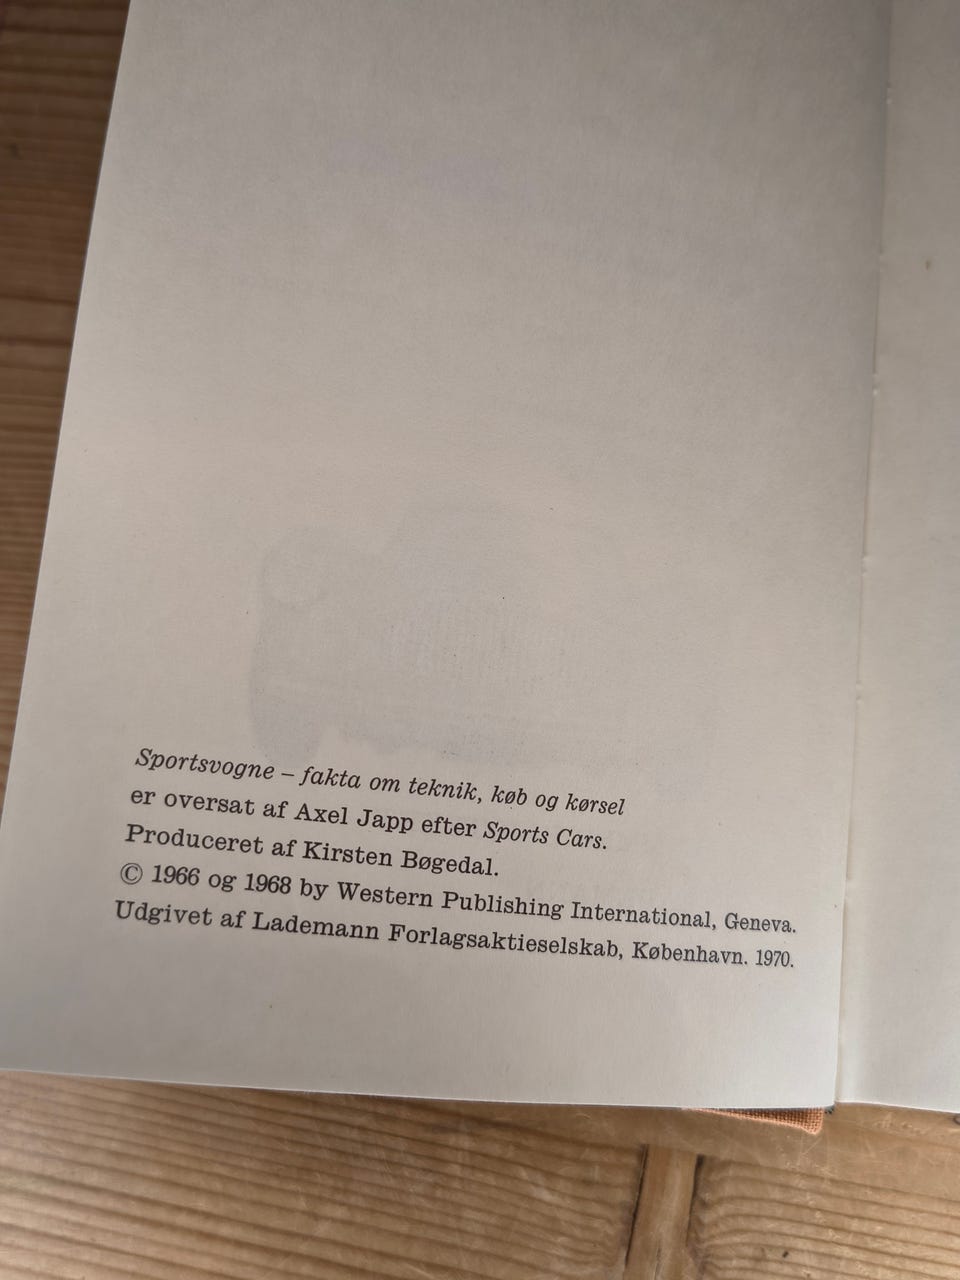 Sportsvogne – fakta om teknik, køb og kørsel
er oversat af Axel Japp efter Sports Cars.
Produceret af Kirsten Bøgedal.
© 1966 og 1968 by Western Publishing International, Geneva.
Udgivet af Lademann Forlagsaktieselskab, København. 1970.